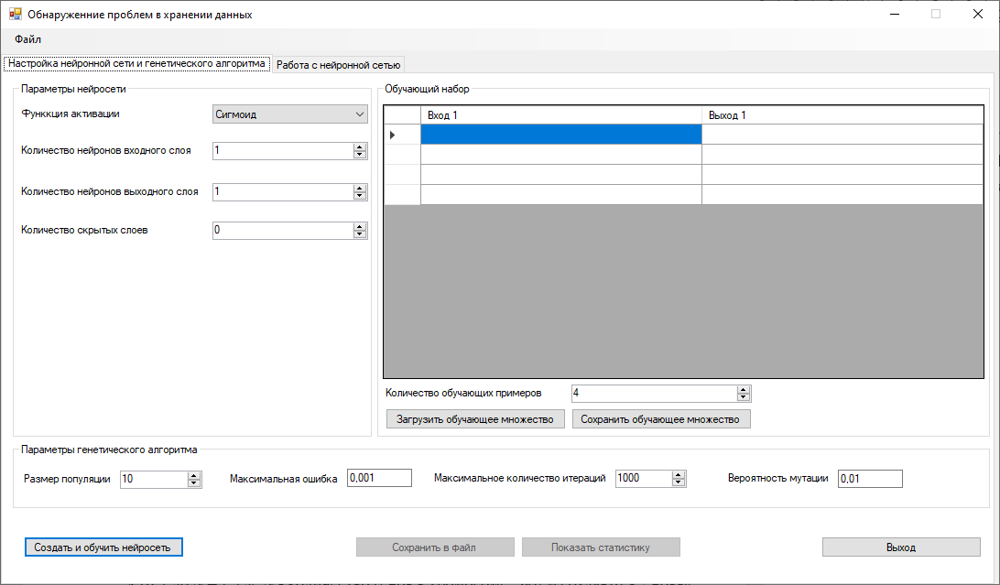 Обнаруженние проблем в хранении данных
Файл
Настройка нейронной сети и генетического алгоритма
Работа с нейронной сетью
Параметры нейросети
Функкция активации
Сигмоид
Количество нейронов входного слоя
1
Количество нейронов выходного слоя
1
Количество скрытых слоев
0
Обучающий набор
Вход 1
Выход 1
Количество обучающих примеров
4
Загрузить обучающее множество
Сохранить обучающее множество
Параметры генетического алгоритма
Размер популяции
10
Максимальная ошибка
0,001
Максимальное количество итераций
1000
Вероятность мутации
0,01
Создать и обучить нейросеть
Сохранить в файл
Показать статистику
Выход